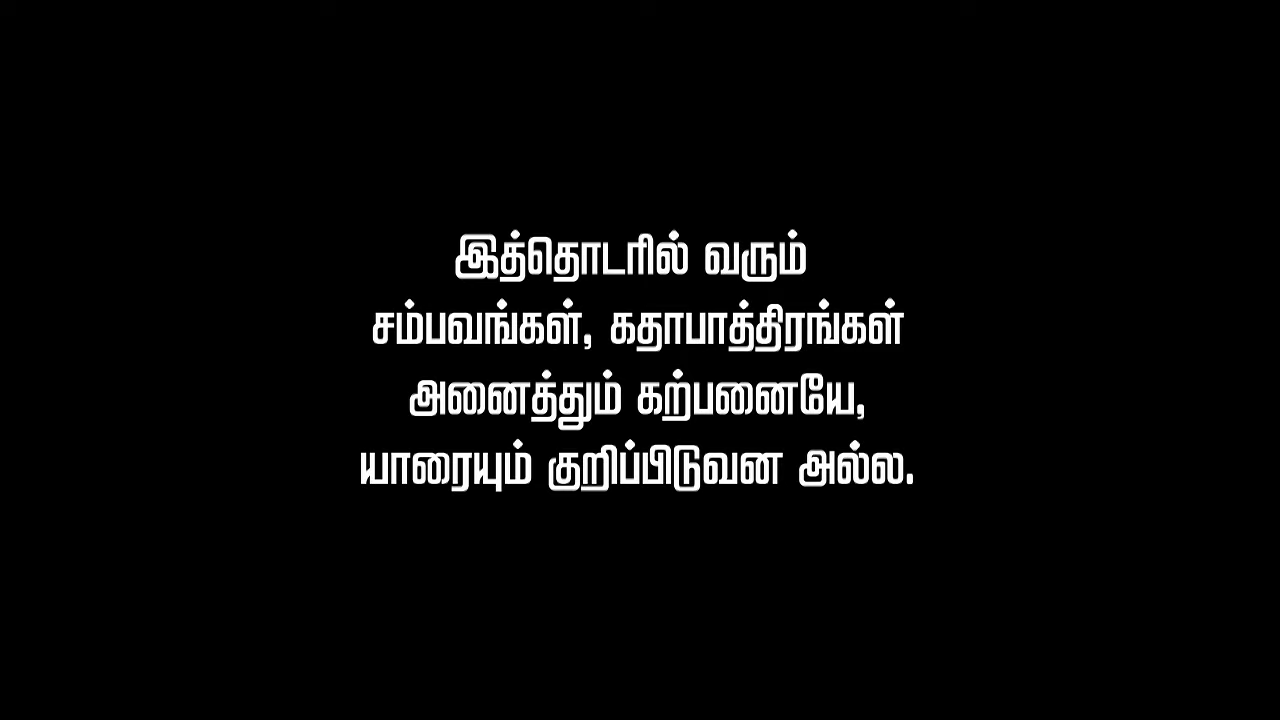 இத்தொடரில் வரும்
சம்பவங்கள், கதாபாத்திரங்கள்
அனைத்தும் கற்பனையே,
யாரையும் குறிப்பிடுவன அல்ல.